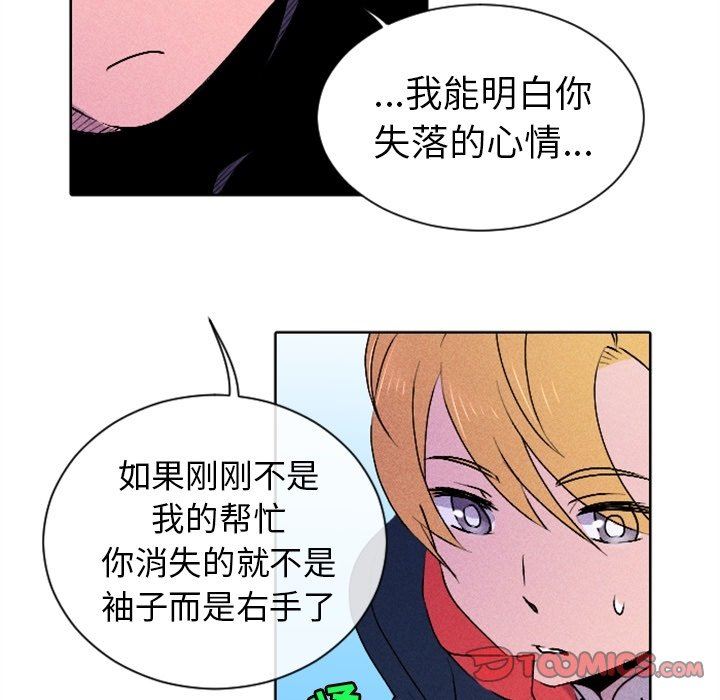 ...我能明白你
失落的心情...
如果刚刚不是
我的帮忙
你消失的就不是
袖子而是右手了
怪
TOOMICS.COM